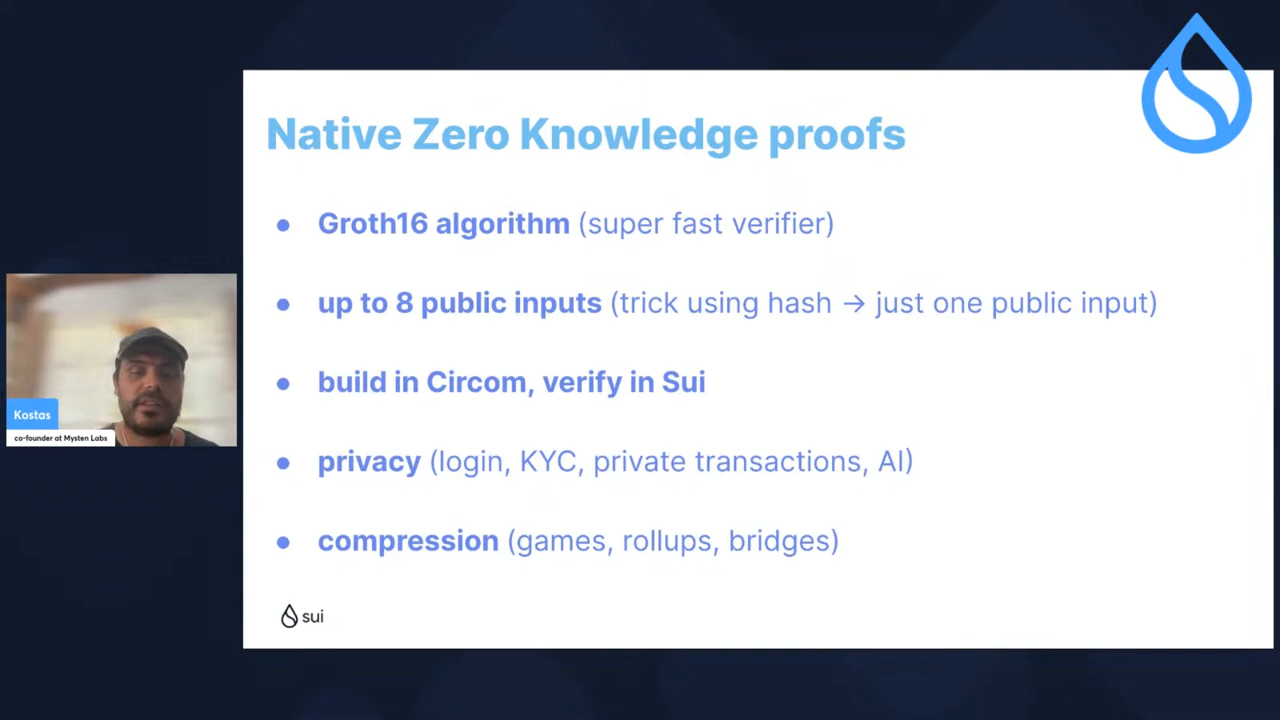 Native Zero Knowledge proofs
● Groth16 algorithm (super fast verifier)
● up to 8 public inputs (trick using hash → just one public input)
● build in Circom, verify in Sui
● privacy (login, KYC, private transactions, AI)
● compression (games, rollups, bridges)
sui
Kostas
co-founder at Mysten Labs